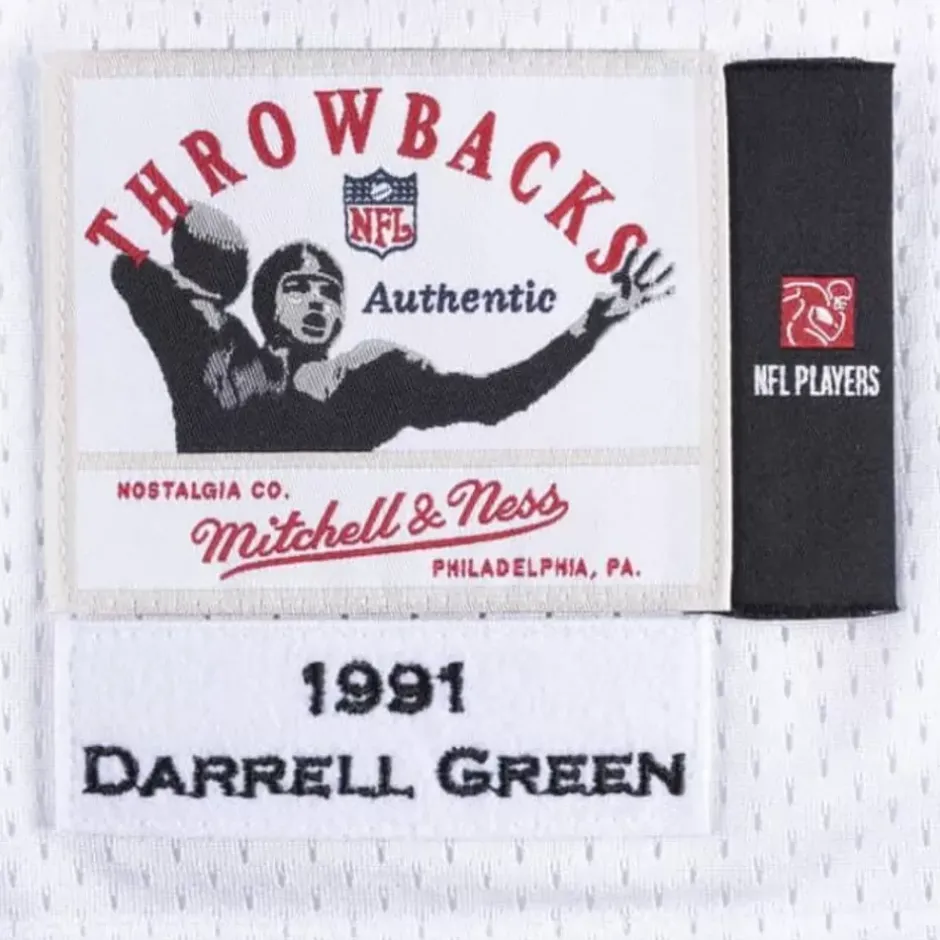 THROWBACKS
NFL
Authentic
NOSTALGIA CO.
Mitchell & Ness
PHILADELPHIA, PA.
NFL PLAYERS
1991
DARRELL GREEN